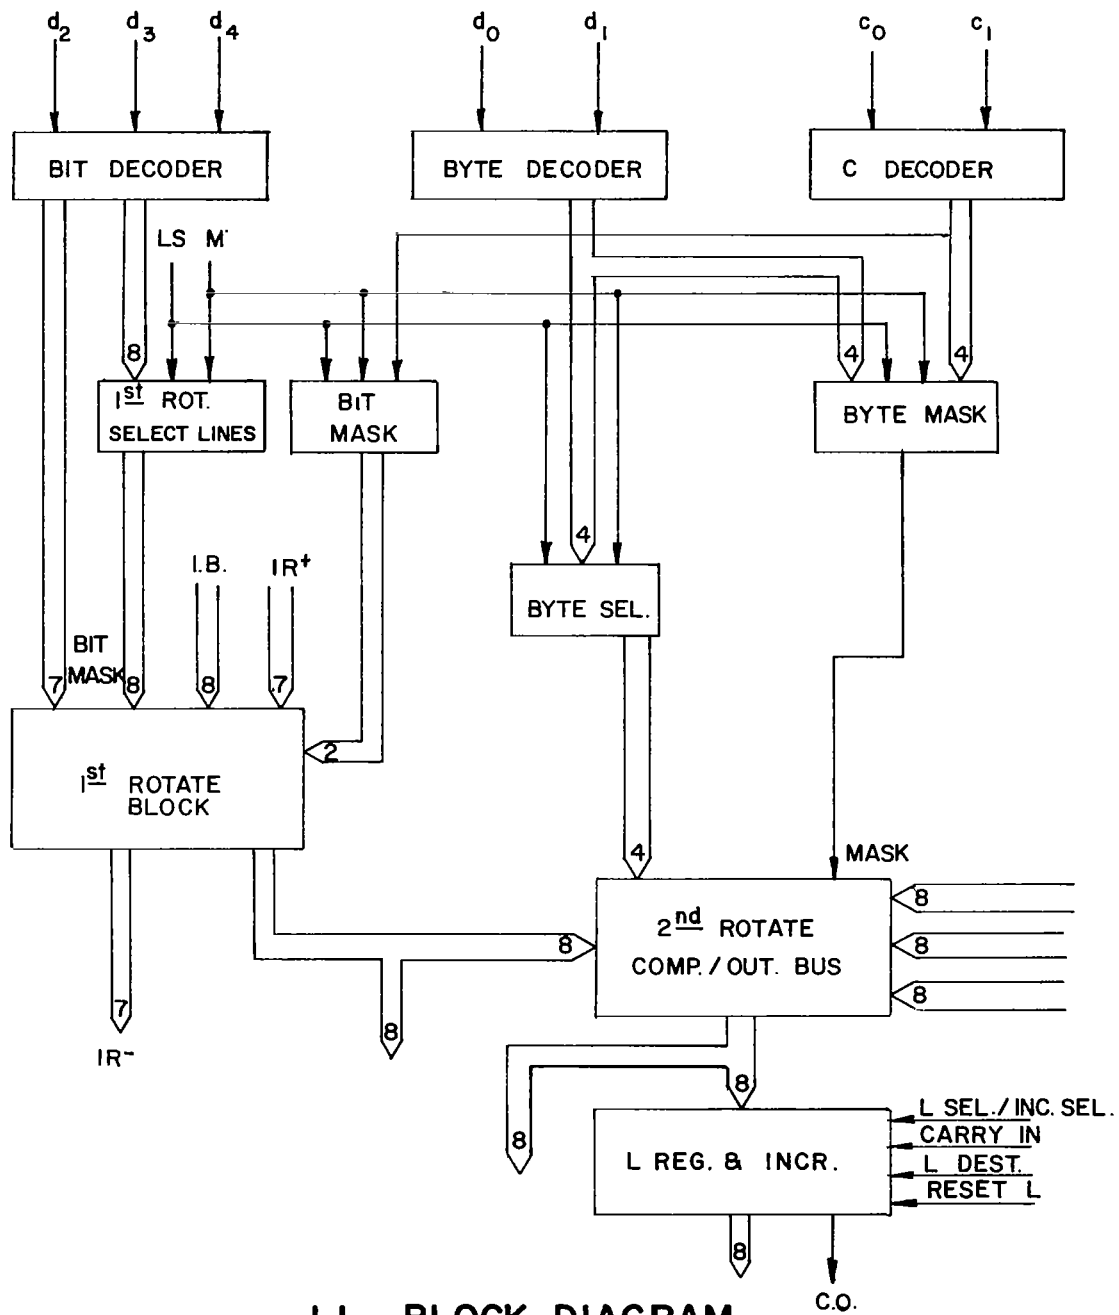 d2 d3 d4 d0 d1 c0 c1
BIT DECODER
BYTE DECODER
C DECODER
LS M
8
4
4
1st ROT.
SELECT LINES
BIT
MASK
BYTE MASK
4
I.B.
IR+
BYTE SEL.
BIT
MASK
7
8
8
7
2
1st ROTATE
BLOCK
4
MASK
2nd ROTATE
COMP./OUT. BUS
8
8
8
8
7
IR-
8
8
8
L REG. & INCR.
L SEL./INC. SEL.
CARRY IN
L DEST.
RESET L
8
C.O.
BLOCK DIAGRAM